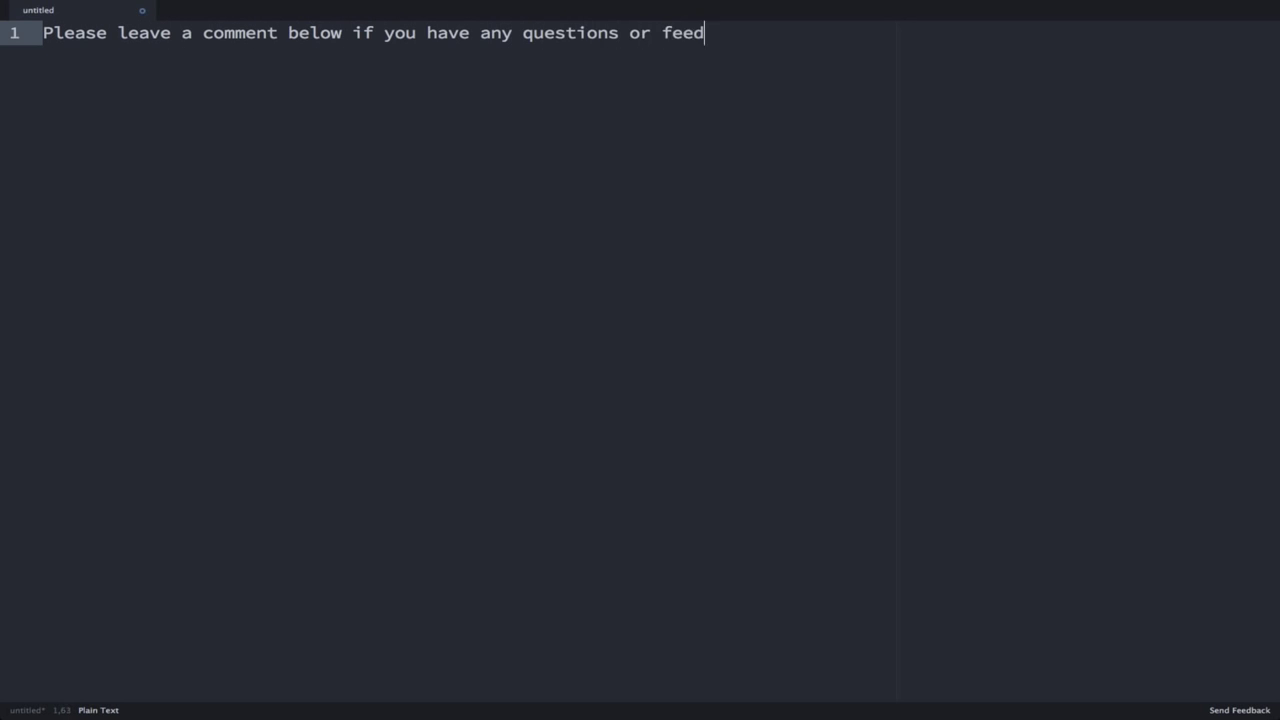 untitled
1 Please leave a comment below if you have any questions or feed
untitled* 1,63 Plain Text Send Feedback